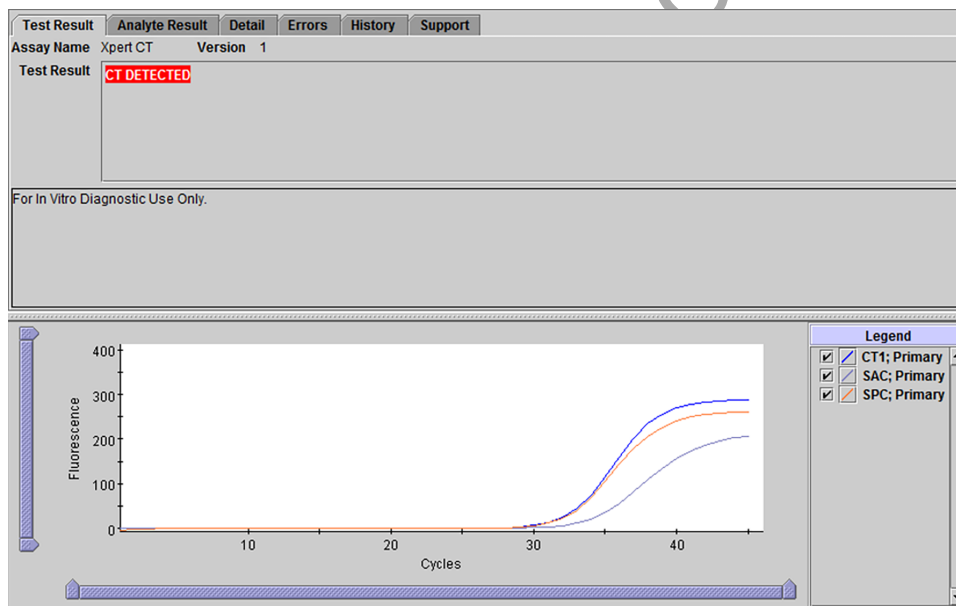 Test Result Analyte Result Detail Errors History Support
Assay Name Xpert CT Version 1
Test Result CT DETECTED
For In Vitro Diagnostic Use Only.
Legend
CT1; Primary
SAC; Primary
SPC; Primary
400
300
200
100
0
Fluorescence
10 20 30 40
Cycles